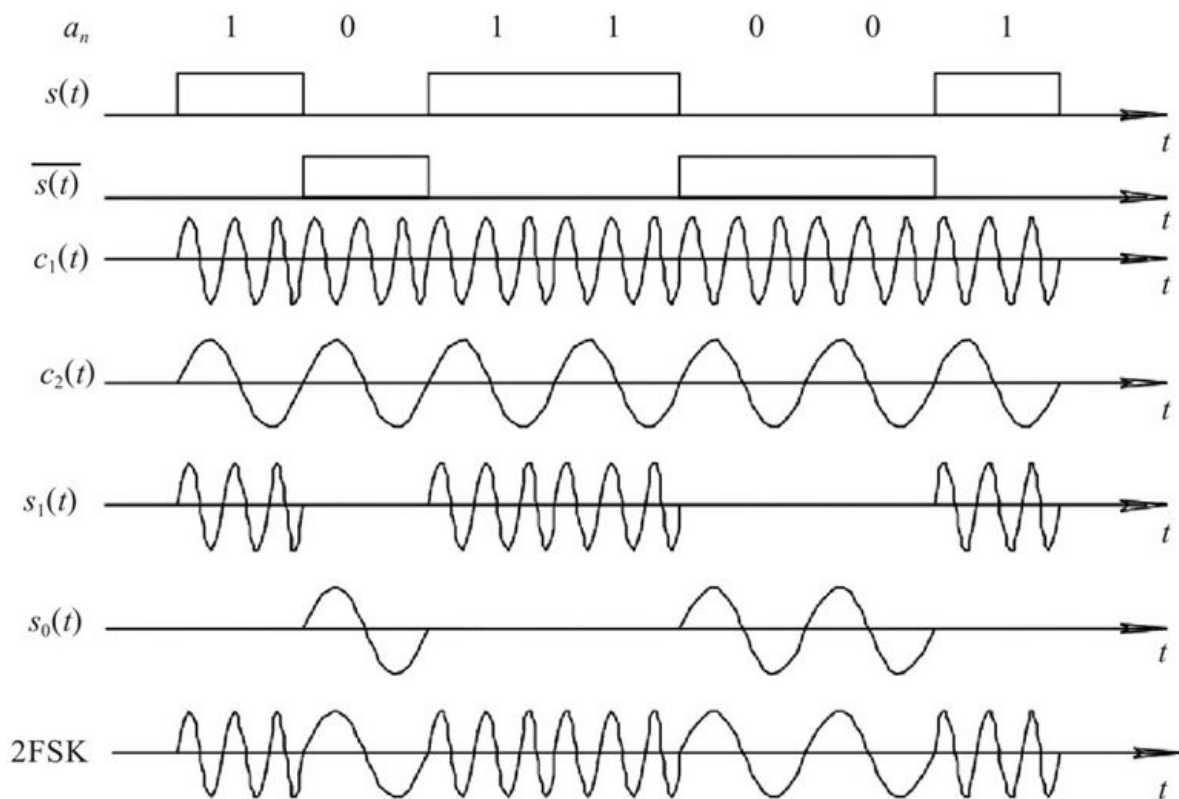 aₙ 1 0 1 1 0 0 1
s(t)
t
s̅(̅t̅)̅
t
c₁(t)
t
c₂(t)
t
s₁(t)
t
s₀(t)
t
2FSK
t